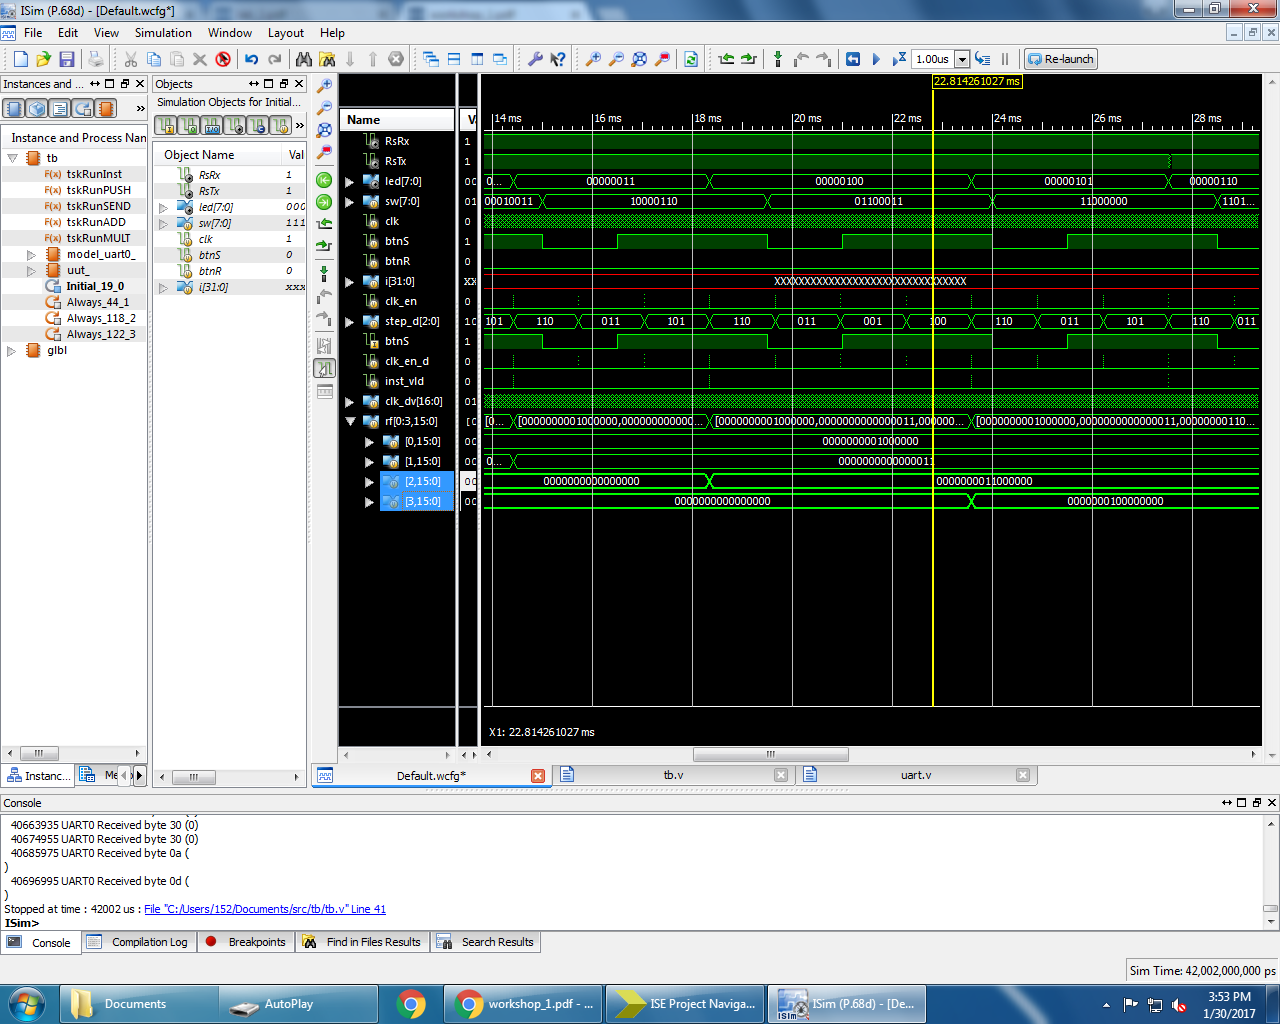 ISim (P.68d) - [Default.wcfg*]
File Edit View Simulation Window Layout Help
1.00us Re-launch
Instances and ...
Objects
Simulation Objects for Initial...
Instance and Process Nan
Object Name Val
tb
tskRunInst
tskRunPUSH
tskRunSEND
tskRunADD
tskRunMULT
model_uart0_
uut_
Initial_19_0
Always_44_1
Always_118_2
Always_122_3
glbl
RsRx 1
RsTx 1
led[7:0] 000
sw[7:0] 111
clk 1
btnS 0
btnR 0
i[31:0] xxx
22.814261027 ms
Name V
14 ms 16 ms 18 ms 20 ms 22 ms 24 ms 26 ms 28 ms
RsRx 1
RsTx 1
led[7:0] 00 0... 00000011 00000100 00000101 00000110
sw[7:0] 01 00010011 10000110 01100011 11000000 1101...
clk 0
btnS 1
btnR 0
i[31:0] XX XXXXXXXXXXXXXXXXXXXXXXXXXXXXXXXX
clk_en 0
step_d[2:0] 10 101 110 011 101 110 011 001 100 110 011 101 110 011
btnS 1
clk_en_d 0
inst_vld 0
clk_dv[16:0] 01
rf[0:3,15:0] [0 [0... [0000000001000000,000000000000... [0000000001000000,0000000000000011,000000... [0000000001000000,0000000000000011,0000000110...
[0,15:0] 00 0000000001000000
[1,15:0] 00 0... 0000000000000011
[2,15:0] 00 0000000000000000 0000000011000000
[3,15:0] 00 0000000000000000 0000000100000000
X1: 22.814261027 ms
Instanc...
Default.wcfg* tb.v uart.v
Console
40663935 UART0 Received byte 30 (0)
40674955 UART0 Received byte 30 (0)
40685975 UART0 Received byte 0a (
)
40696995 UART0 Received byte 0d (
)
Stopped at time : 42002 us : File "C:/Users/152/Documents/src/tb/tb.v" Line 41
ISim>
Console Compilation Log Breakpoints Find in Files Results Search Results
Sim Time: 42,002,000,000 ps
Documents AutoPlay workshop_1.pdf - ... ISE Project Naviga... ISim (P.68d) - [De...
3:53 PM
1/30/2017